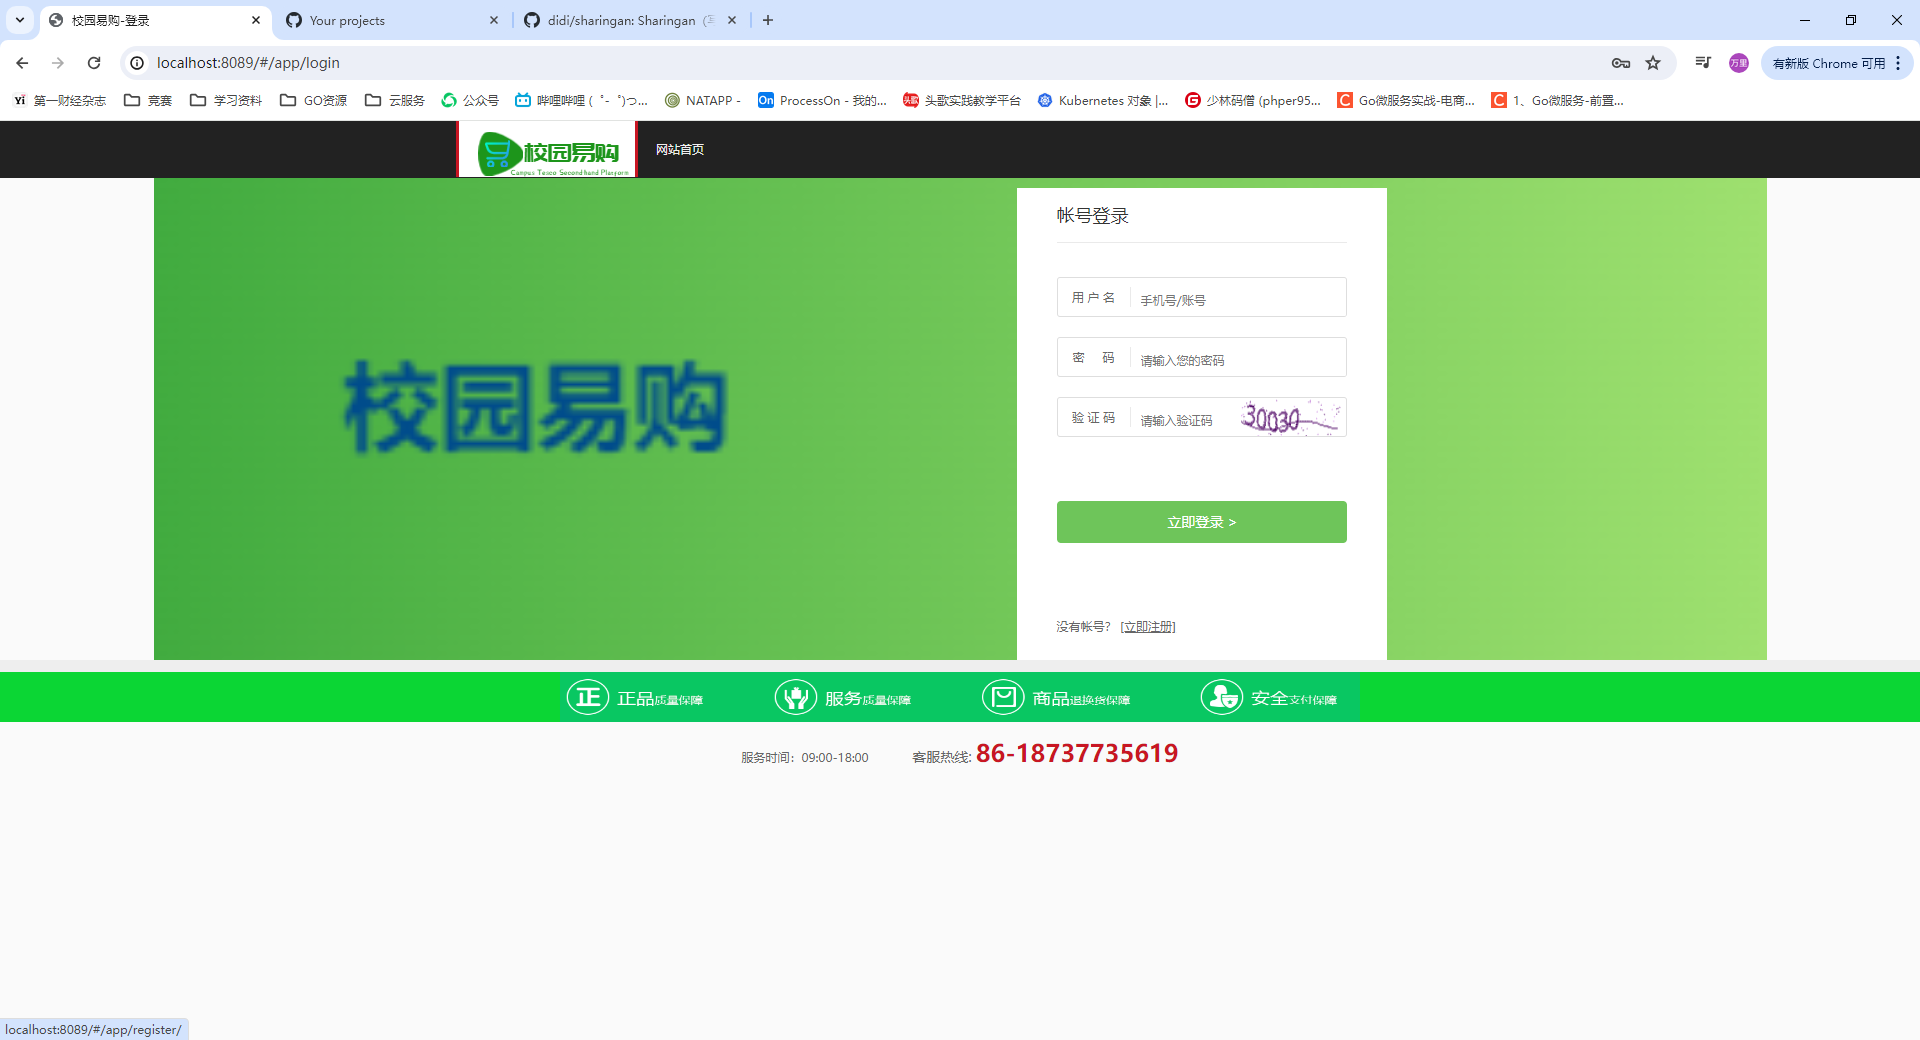 校园易购-登录
Your projects
didi/sharingan: Sharingan
localhost:8089/#/app/login
万里
有新版 Chrome 可用
Yi 第一财经杂志
竞赛
学习资料
GO资源
云服务
公众号
哔哩哔哩 ( ゜- ゜)つ...
NATAPP -
On ProcessOn - 我的...
头歌 头歌实践教学平台
Kubernetes 对象 |...
少林码僧 (phper95...
C Go微服务实战-电商...
C 1、Go微服务-前置...
校园易购
Campus Tesco Secondhand Platform
网站首页
校园易购
帐号登录
用 户 名 手机号/账号
密 码 请输入您的密码
验 证 码 请输入验证码 30030
立即登录 >
没有帐号? [立即注册]
正 正品质量保障
服务质量保障
商品退换货保障
安全支付保障
服务时间：09:00-18:00
客服热线: 86-18737735619
localhost:8089/#/app/register/